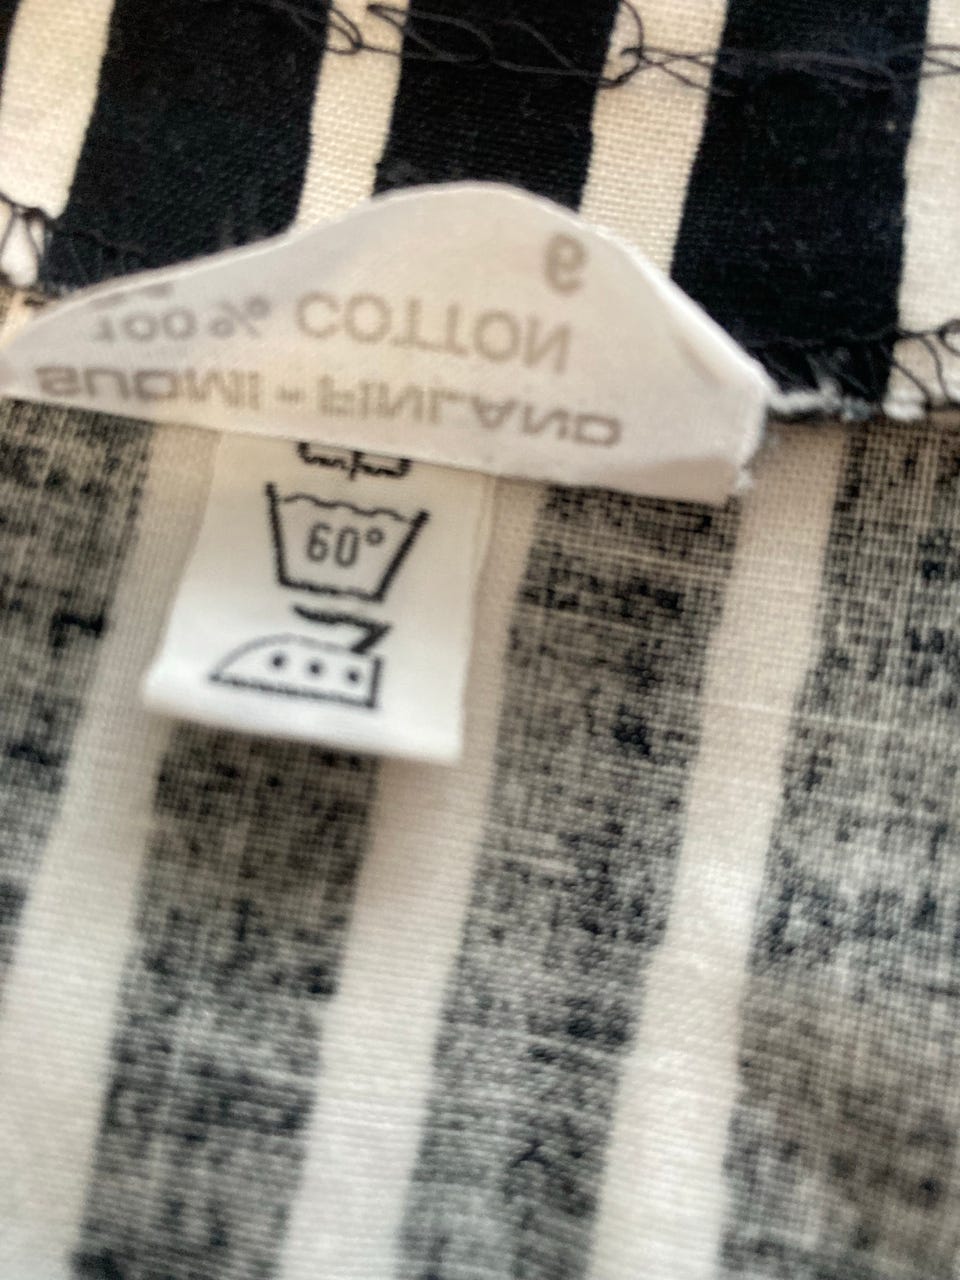 SUOMI - FINLAND
100% COTTON
60°